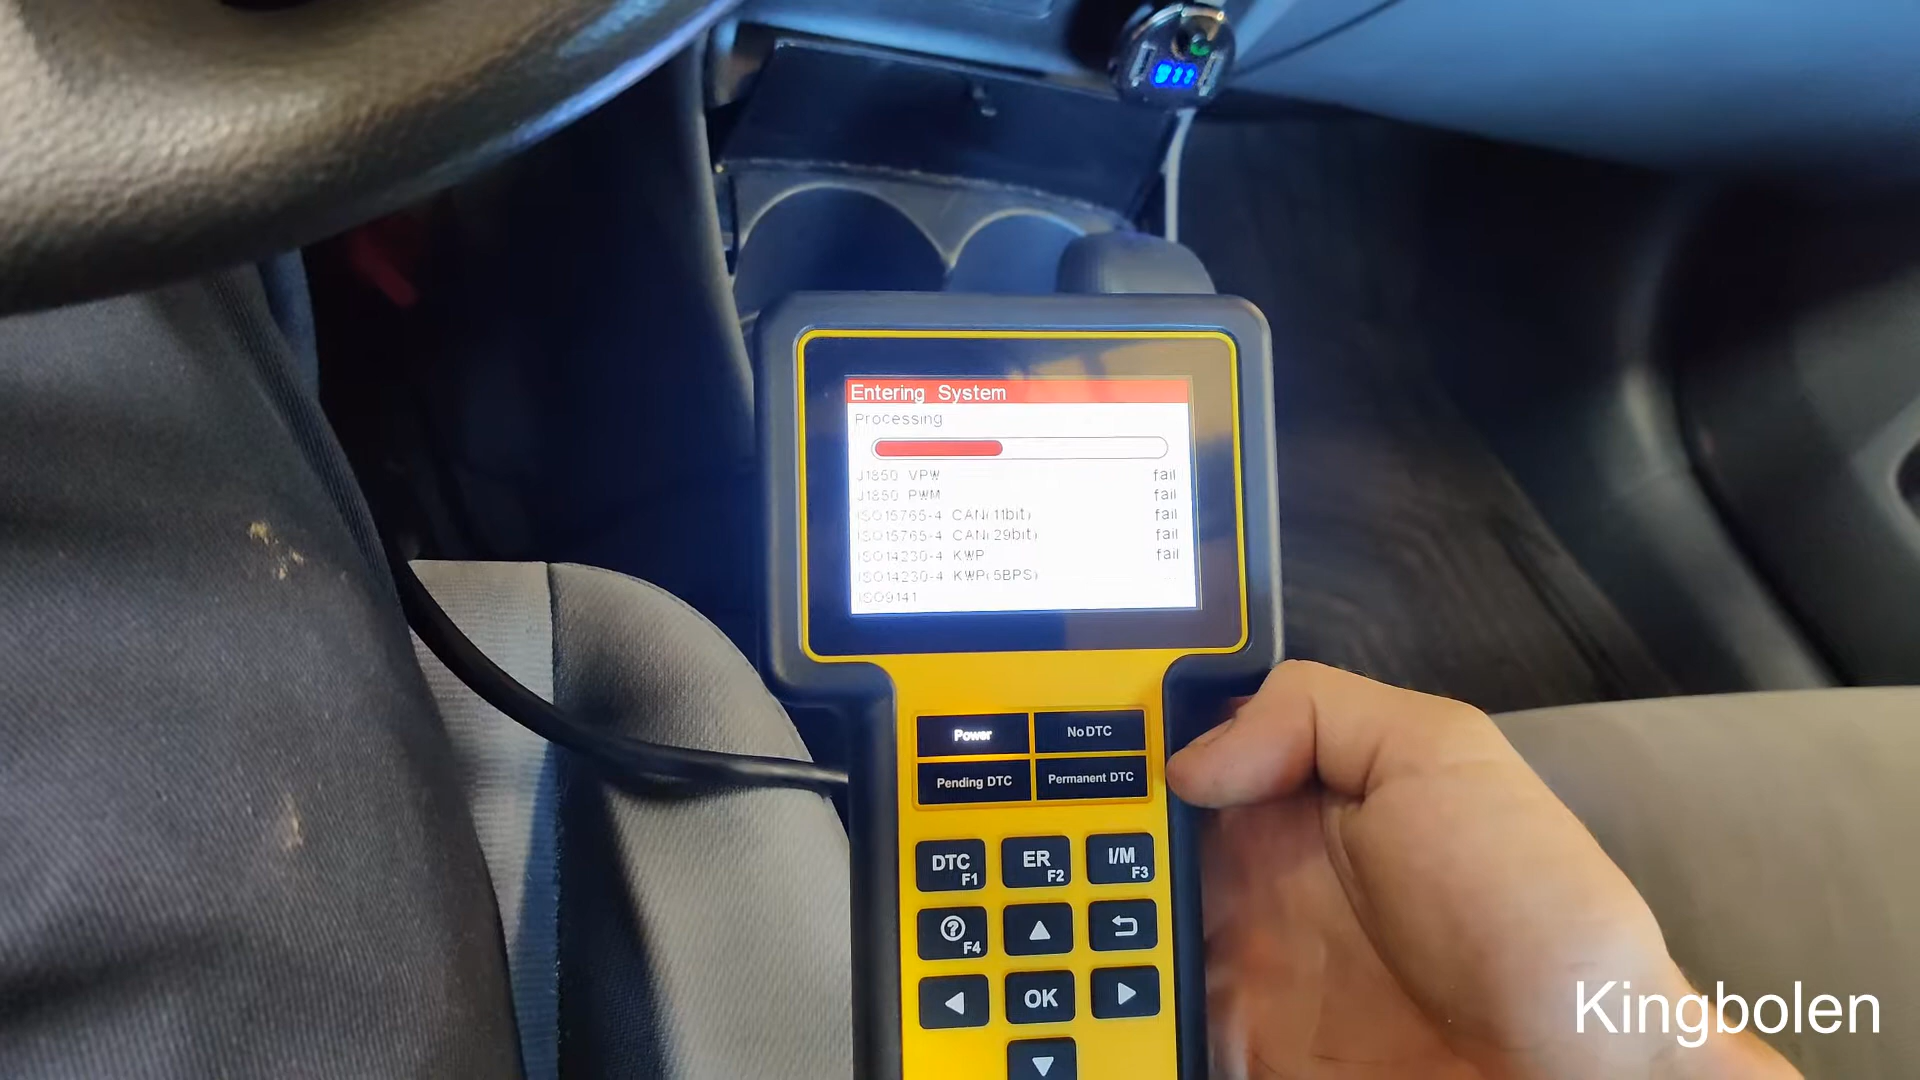 Entering System
Processing
J1850 VPW fail
J1850 PWM fail
ISO15765-4 CAN(11bit) fail
ISO15765-4 CAN(29bit) fail
ISO14230-4 KWP fail
ISO14230-4 KWP(5BPS) ...
ISO9141
Power No DTC
Pending DTC Permanent DTC
DTC F1 ER F2 I/M F3
? F4
OK
Kingbolen